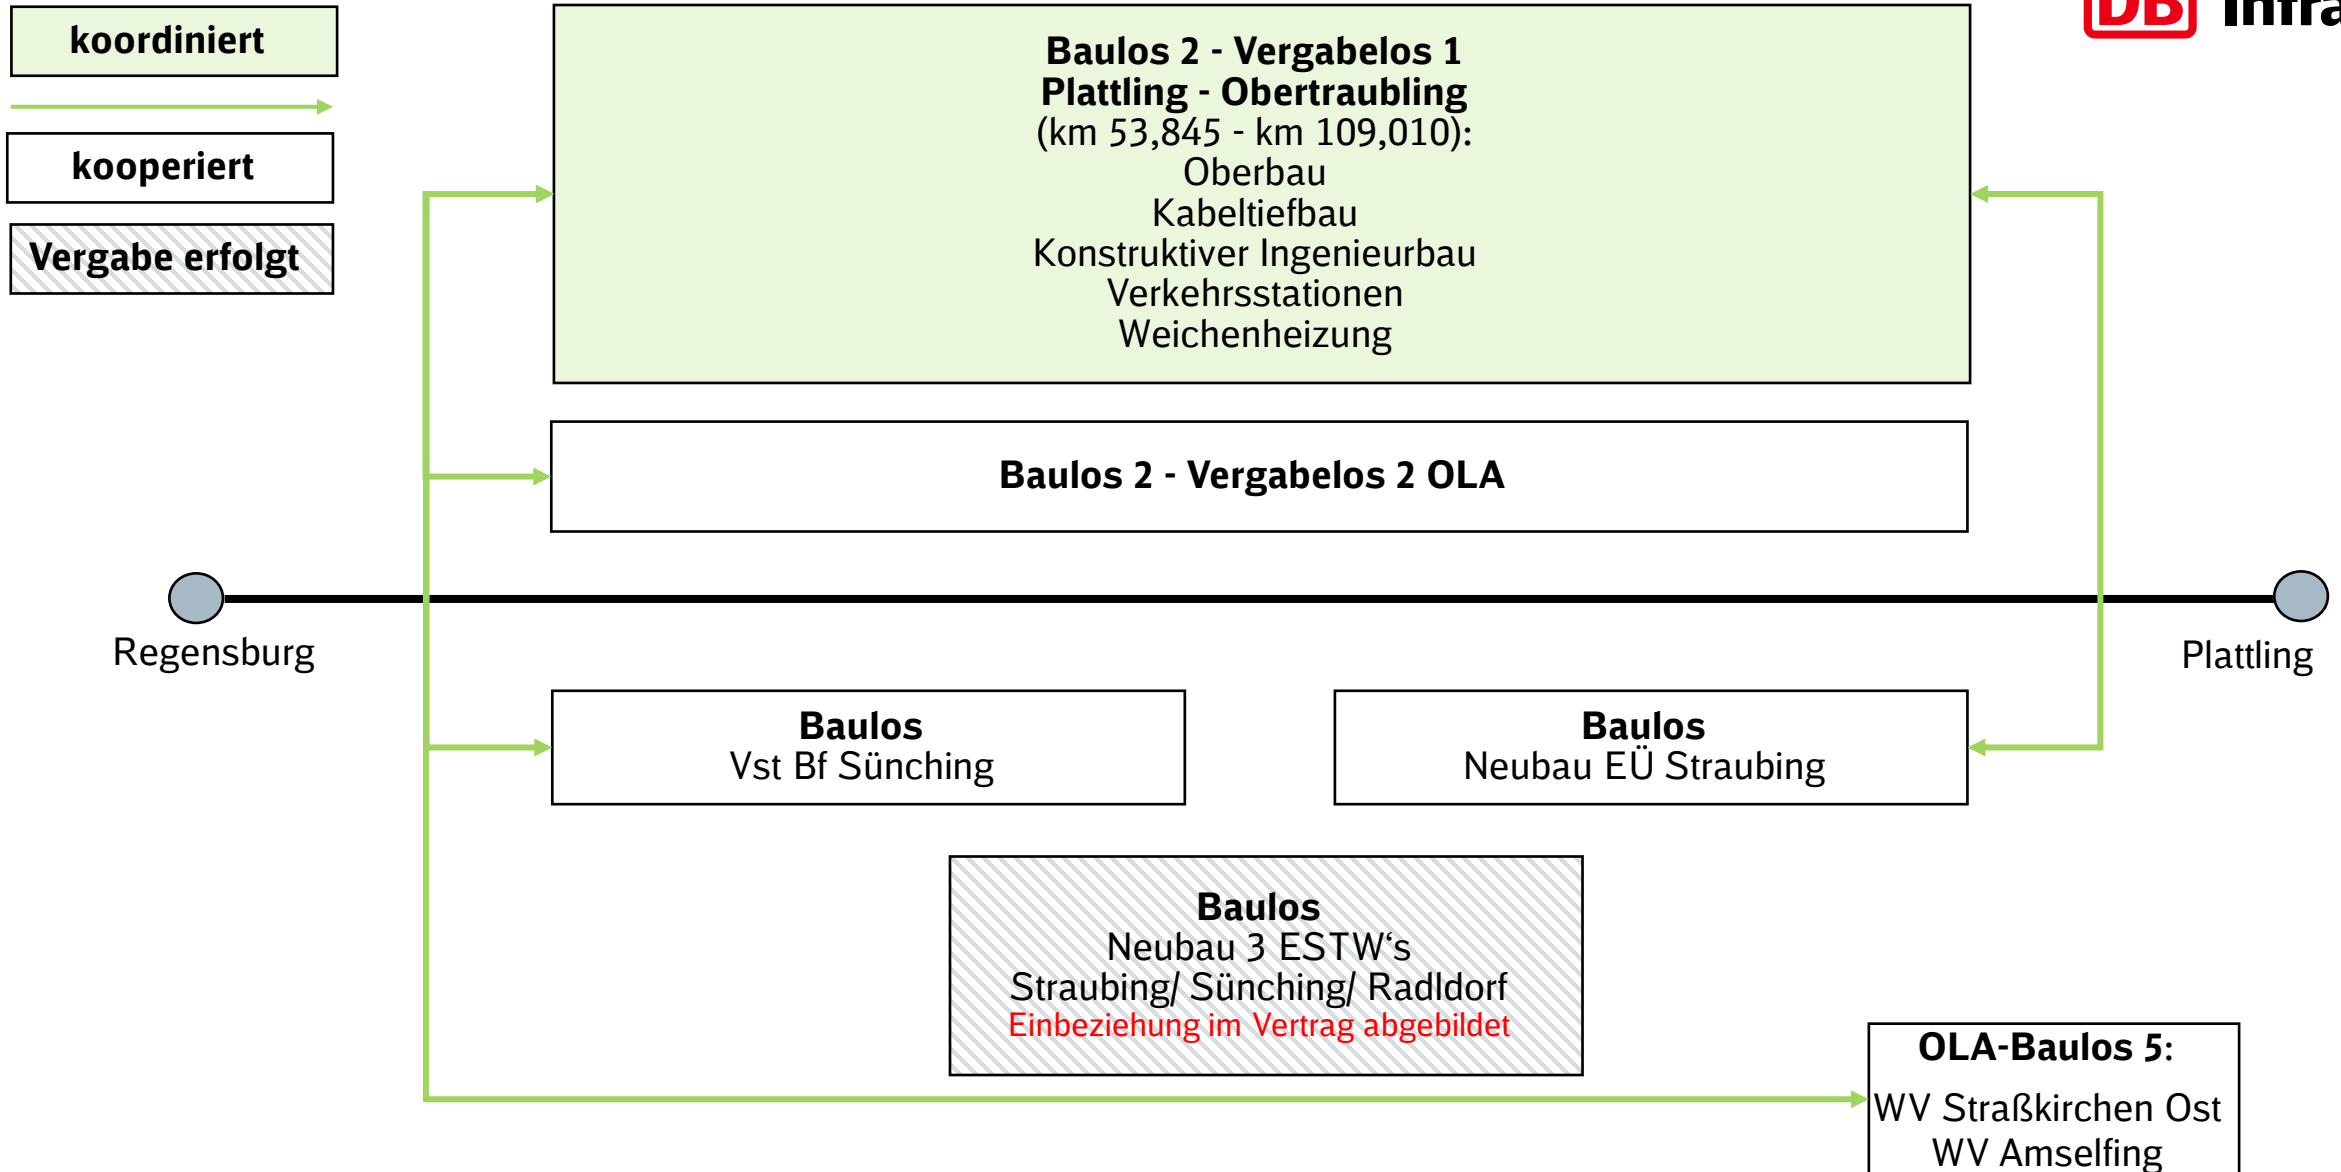 koordiniert
kooperiert
Vergabe erfolgt
DB
Baulos 2 - Vergabelos 1
Plattling - Obertraubling
(km 53,845 - km 109,010):
Oberbau
Kabeltiefbau
Konstruktiver Ingenieurbau
Verkehrsstationen
Weichenheizung
Baulos 2 - Vergabelos 2 OLA
Regensburg
Plattling
Baulos
Vst Bf Sünching
Baulos
Neubau EÜ Straubing
Baulos
Neubau 3 ESTW‘s
Straubing/ Sünching/ Radldorf
Einbeziehung im Vertrag abgebildet
OLA-Baulos 5:
WV Straßkirchen Ost
WV Amselfing